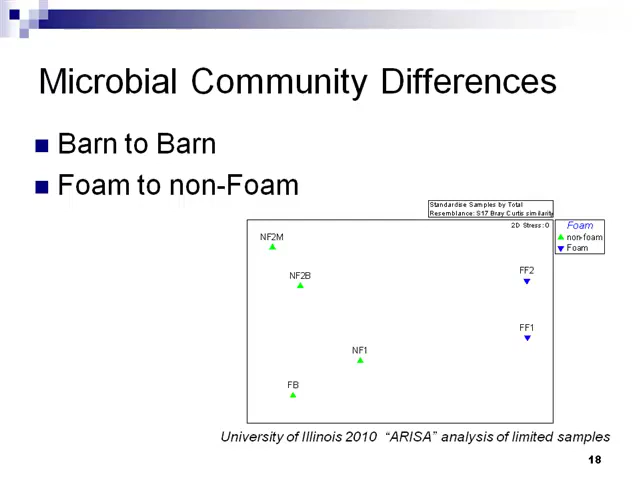 Microbial Community Differences
Barn to Barn
Foam to non-Foam
Standardise Samples by Total
Resemblance: S17 Bray Curtis similarity
2D Stress: 0
Foam
non-foam
Foam
NF2M
NF2B
FF2
FF1
NF1
FB
University of Illinois 2010 “ARISA” analysis of limited samples
18